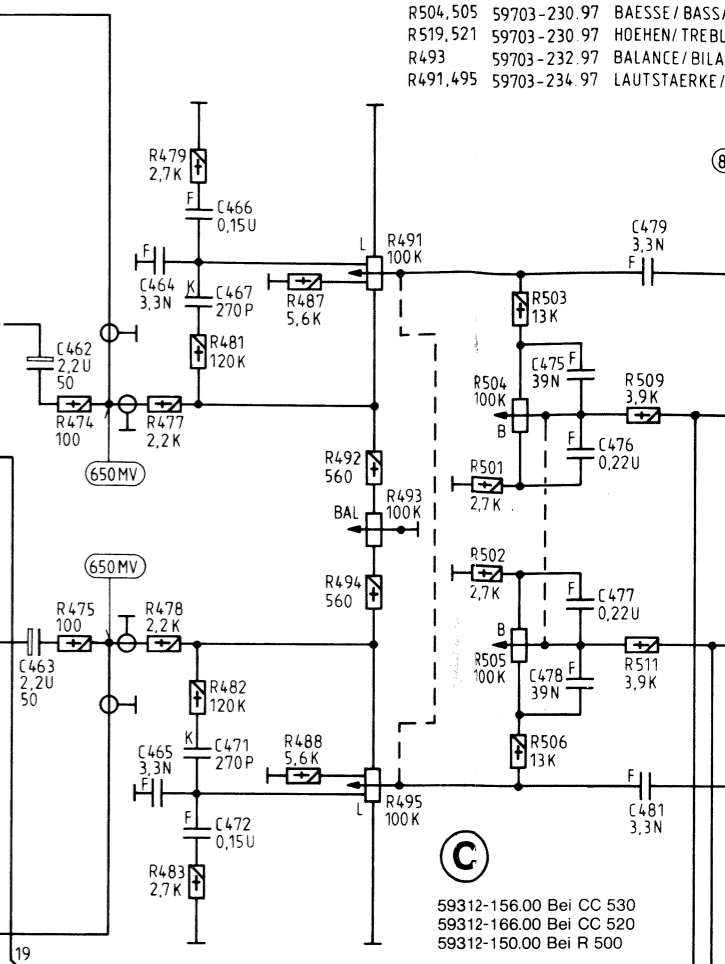 R504,505 59703-230.97 BAESSE/BASS/
R519,521 59703-230.97 HOEHEN/TREBL
R493 59703-232.97 BALANCE/BILA
R491,495 59703-234.97 LAUTSTAERKE/
8
R479
2,7K
F
C466
0,15U
F
C464
3,3N
K
C467
270P
L
R491
100K
R487
5,6K
C479
3,3N
F
R503
13K
R481
120K
C462
2,2U
50
R474
100
R477
2,2K
C475
F
39N
R504
100K
B
R509
3,9K
F
C476
0,22U
650MV
R492
560
R493
100K
BAL
R501
2,7K
650MV
R494
560
R502
2,7K
R475
100
R478
2,2K
F
C477
0,22U
B
R505
100K
C463
2,2U
50
R482
120K
C478
F
39N
R511
3,9K
C465
3,3N
F
K
C471
270P
R488
5,6K
R506
13K
L
R495
100K
F
C481
3,3N
F
C472
0,15U
R483
2,7K
C
59312-156.00 Bei CC 530
59312-166.00 Bei CC 520
59312-150.00 Bei R 500
19